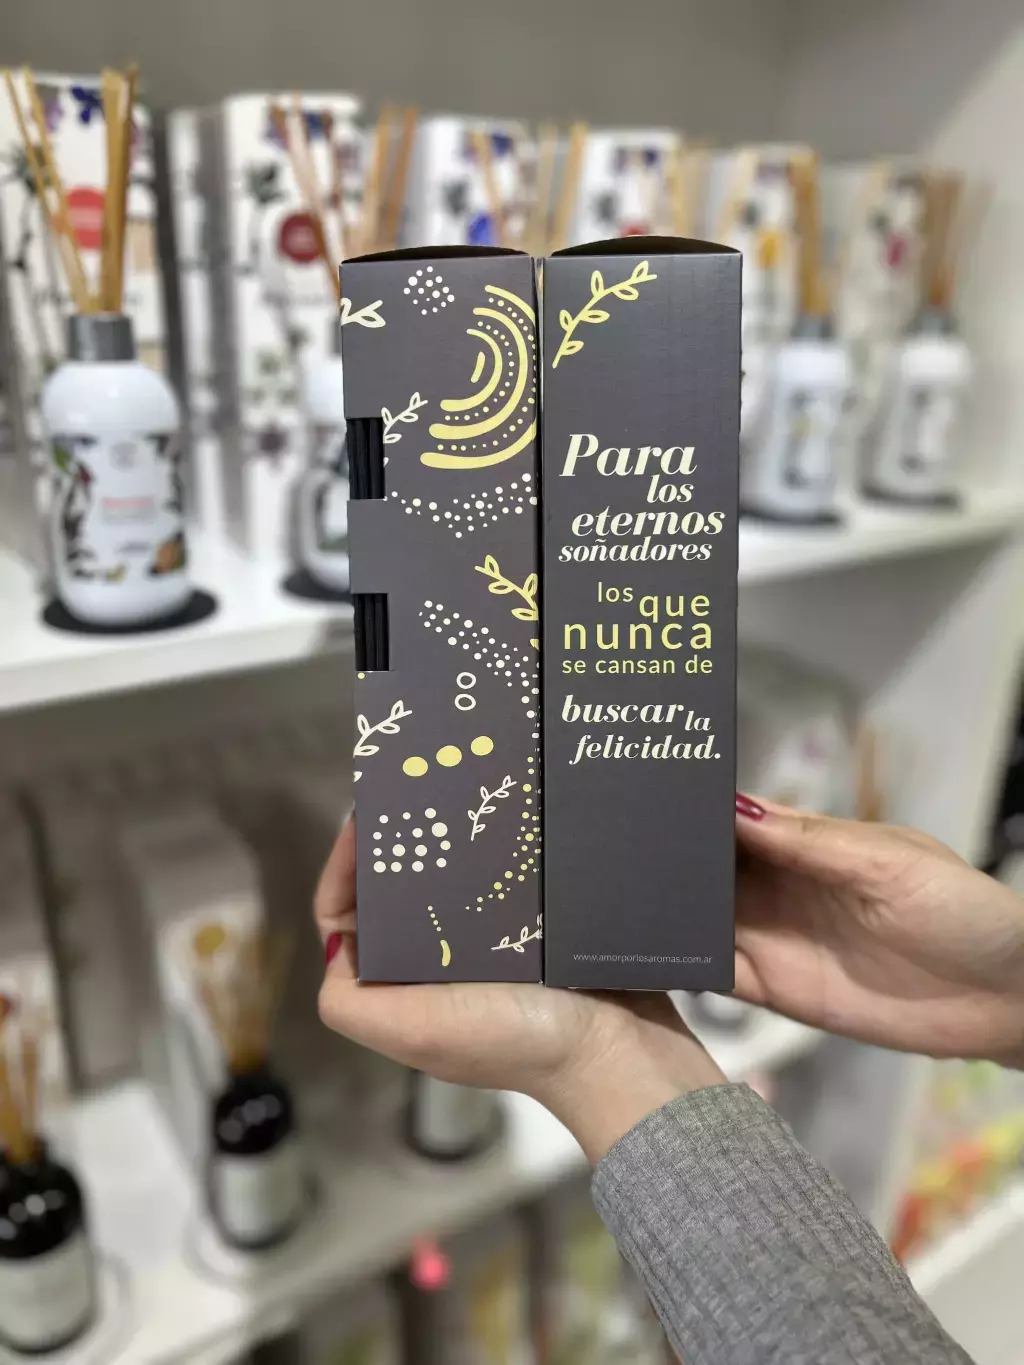 Para
los
eternos
soñadores
los que
nunca
se cansan de
buscar la
felicidad.
www.amorporlosaromas.com.ar